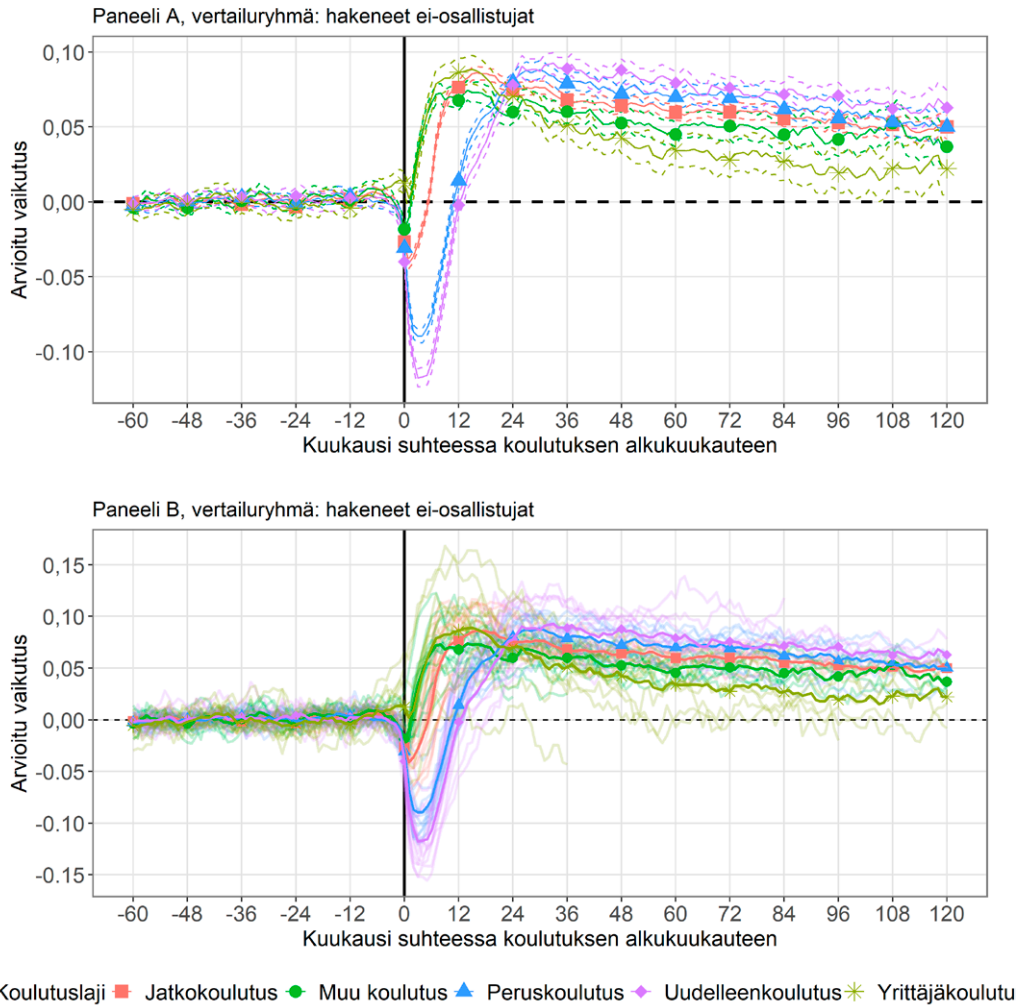 Paneeli A, vertailuryhmä: hakeneet ei-osallistujat
0,10
0,05
0,00
-0.05
-0.10
Arvioitu vaikutus
-60 -48 -36 -24 -12 0 12 24 36 48 60 72 84 96 108 120
Kuukausi suhteessa koulutuksen alkukuukauteen
Paneeli B, vertailuryhmä: hakeneet ei-osallistujat
0,15
0,10
0,05
0,00
-0.05
-0.10
-0.15
Arvioitu vaikutus
-60 -48 -36 -24 -12 0 12 24 36 48 60 72 84 96 108 120
Kuukausi suhteessa koulutuksen alkukuukauteen
Koulutuslaji Jatkokoulutus Muu koulutus Peruskoulutus Uudelleenkoulutus Yrittäjäkoulutu